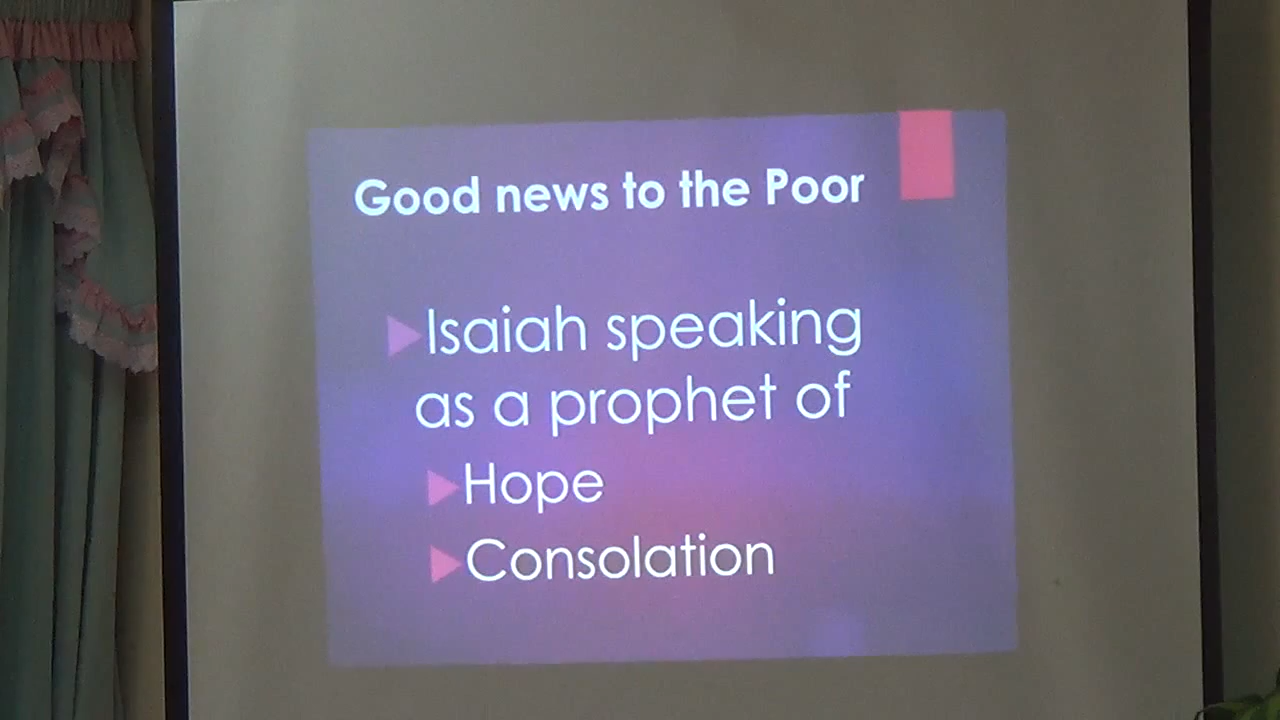 Good news to the Poor
Isaiah speaking
as a prophet of
Hope
Consolation